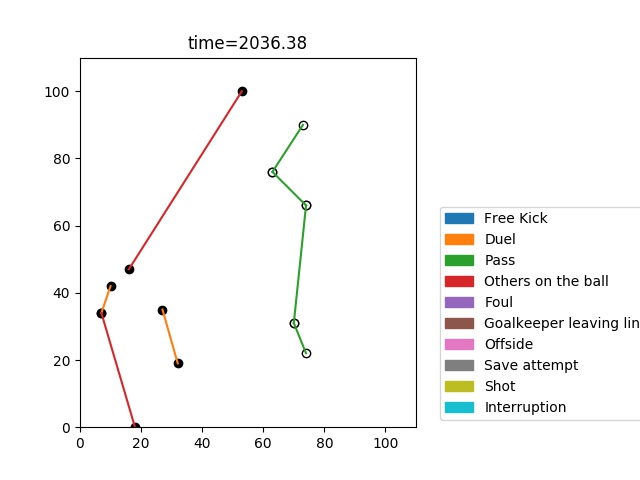 time=2036.38
100
80
60
40
20
0
0 20 40 60 80 100
Free Kick
Duel
Pass
Others on the ball
Foul
Goalkeeper leaving lin
Offside
Save attempt
Shot
Interruption